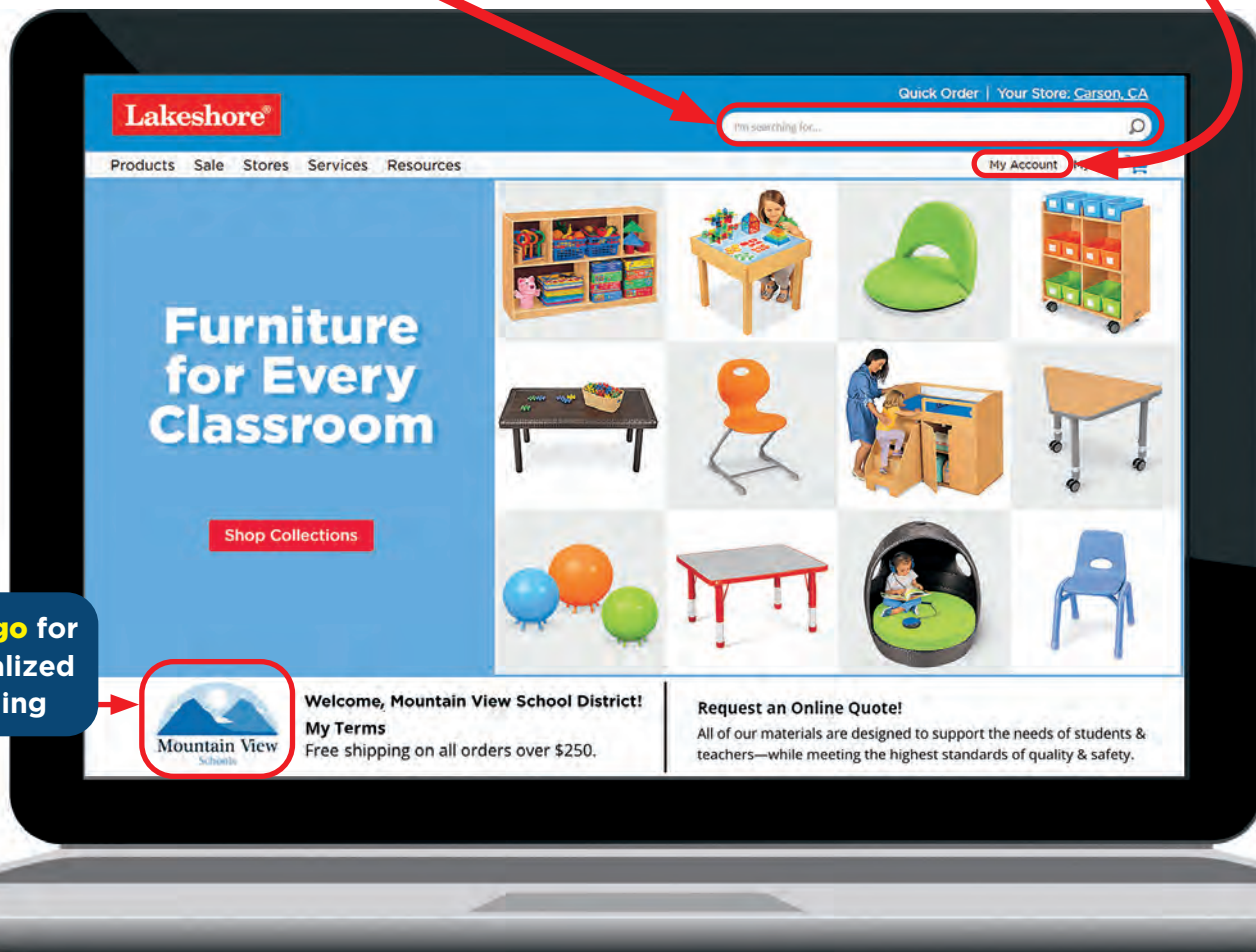 Quick Order | Your Store: Carson, CA
Lakeshore®
I'm searching for...
Products Sale Stores Services Resources
My Account
Furniture
for Every
Classroom
Shop Collections
go for
alized
ing
Mountain View
Schools
Welcome, Mountain View School District!
My Terms
Free shipping on all orders over $250.
Request an Online Quote!
All of our materials are designed to support the needs of students &
teachers—while meeting the highest standards of quality & safety.